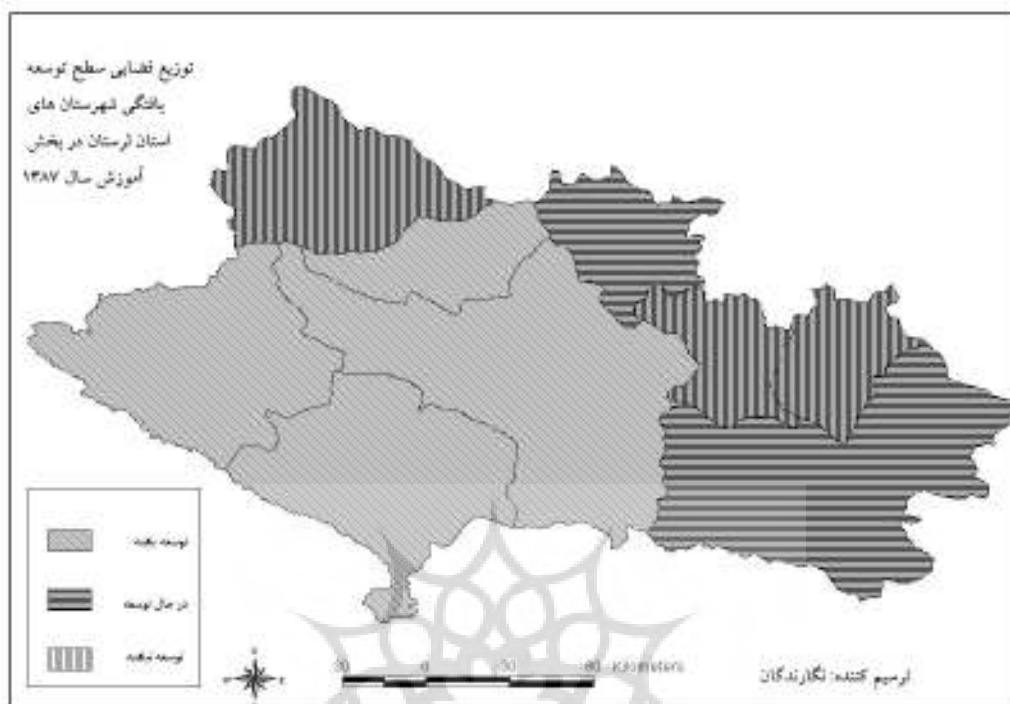 توزیع فضایی سطح توسعه
یافتگی شهرستان های
استان لرستان در بخش
آموزش سال ۱۳۸۷
توسعه یافته
در حال توسعه
توسعه نیافته
30 0 30 60 Kilometers
ترسیم کننده: نگارندگان